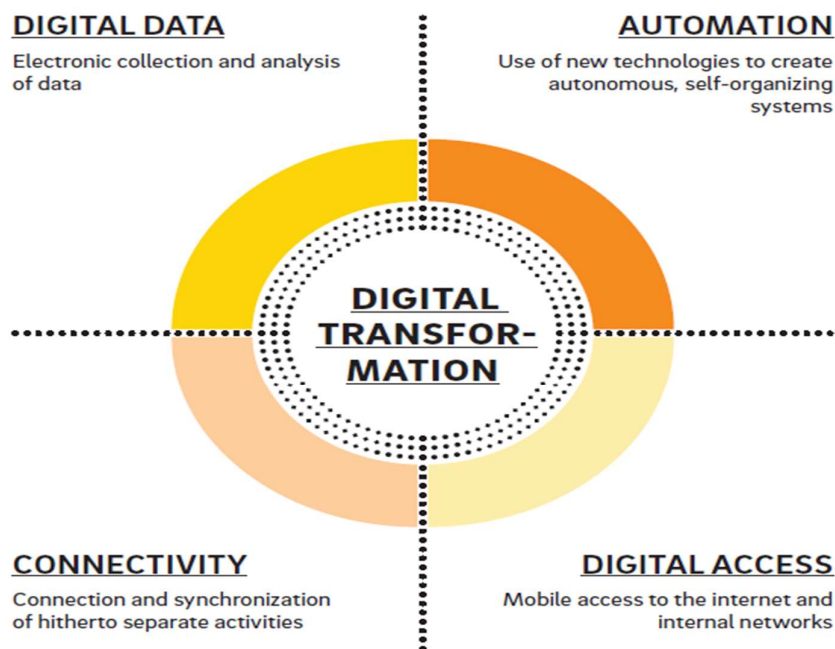 DIGITAL DATA
Electronic collection and analysis
of data
AUTOMATION
Use of new technologies to create
autonomous, self-organizing
systems
DIGITAL
TRANSFOR-
MATION
CONNECTIVITY
Connection and synchronization
of hitherto separate activities
DIGITAL ACCESS
Mobile access to the internet and
internal networks